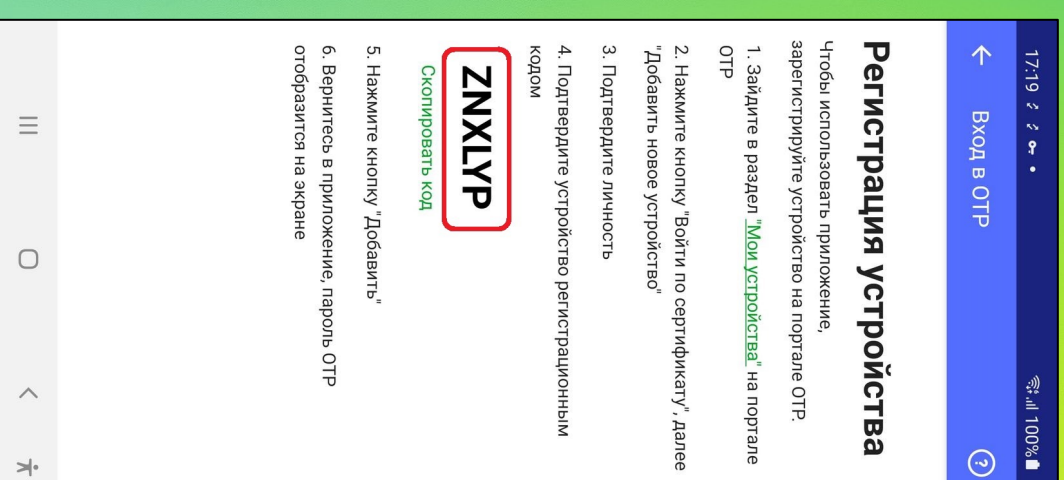 17:19
100%
Вход в ОТР
?
Регистрация устройства
Чтобы использовать приложение,
зарегистрируйте устройство на портале ОТР.
1. Зайдите в раздел "Мои устройства" на портале
ОТР
2. Нажмите кнопку "Войти по сертификату", далее
"Добавить новое устройство"
3. Подтвердите личность
4. Подтвердите устройство регистрационным
кодом
ZNXLYP
Скопировать код
5. Нажмите кнопку "Добавить"
6. Вернитесь в приложение, пароль ОТР
отобразится на экране